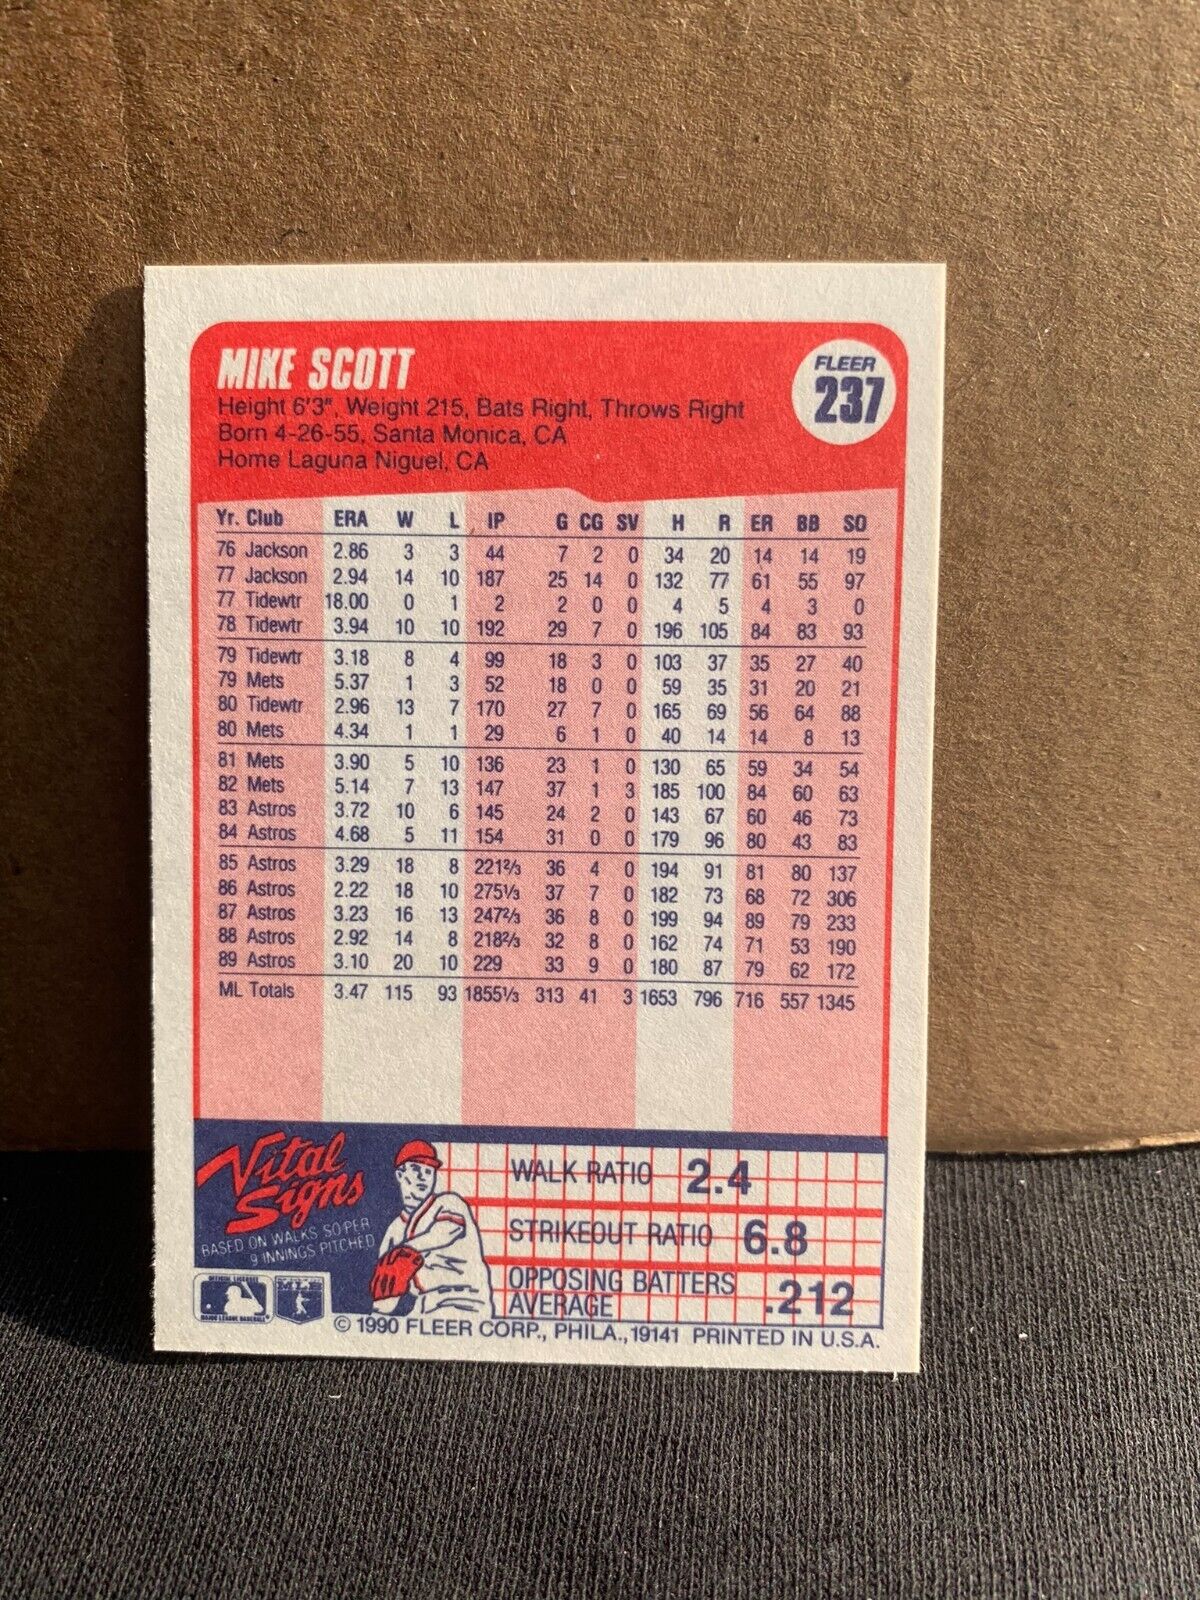 MIKE SCOTT
FLEER
237
Height 6'3", Weight 215, Bats Right, Throws Right
Born 4-26-55, Santa Monica, CA
Home Laguna Niguel, CA
Yr. Club ERA W L IP G CG SV H R ER BB SO
76 Jackson 2.86 3 3 44 7 2 0 34 20 14 14 19
77 Jackson 2.94 14 10 187 25 14 0 132 77 61 55 97
77 Tidewtr 18.00 0 1 2 2 0 0 4 5 4 3 0
78 Tidewtr 3.94 10 10 192 29 7 0 196 105 84 83 93
79 Tidewtr 3.18 8 4 99 18 3 0 103 37 35 27 40
79 Mets 5.37 1 3 52 18 0 0 59 35 31 20 21
80 Tidewtr 2.96 13 7 170 27 7 0 165 69 56 64 88
80 Mets 4.34 1 1 29 6 1 0 40 14 14 8 13
81 Mets 3.90 5 10 136 23 1 0 130 65 59 34 54
82 Mets 5.14 7 13 147 37 1 3 185 100 84 60 63
83 Astros 3.72 10 6 145 24 2 0 143 67 60 46 73
84 Astros 4.68 5 11 154 31 0 0 179 96 80 43 83
85 Astros 3.29 18 8 221⅔ 36 4 0 194 91 81 80 137
86 Astros 2.22 18 10 275⅓ 37 7 0 182 73 68 72 306
87 Astros 3.23 16 13 247⅔ 36 8 0 199 94 89 79 233
88 Astros 2.92 14 8 218⅔ 32 8 0 162 74 71 53 190
89 Astros 3.10 20 10 229 33 9 0 180 87 79 62 172
ML Totals 3.47 115 93 1855⅓ 313 41 3 1653 796 716 557 1345
Vital
Signs
BASED ON WALKS SO PER
9 INNINGS PITCHED
WALK RATIO 2.4
STRIKEOUT RATIO 6.8
OPPOSING BATTERS
AVERAGE .212
OFFICIAL LICENSEE
MAJOR LEAGUE BASEBALL
© 1990 FLEER CORP., PHILA., 19141 PRINTED IN U.S.A.